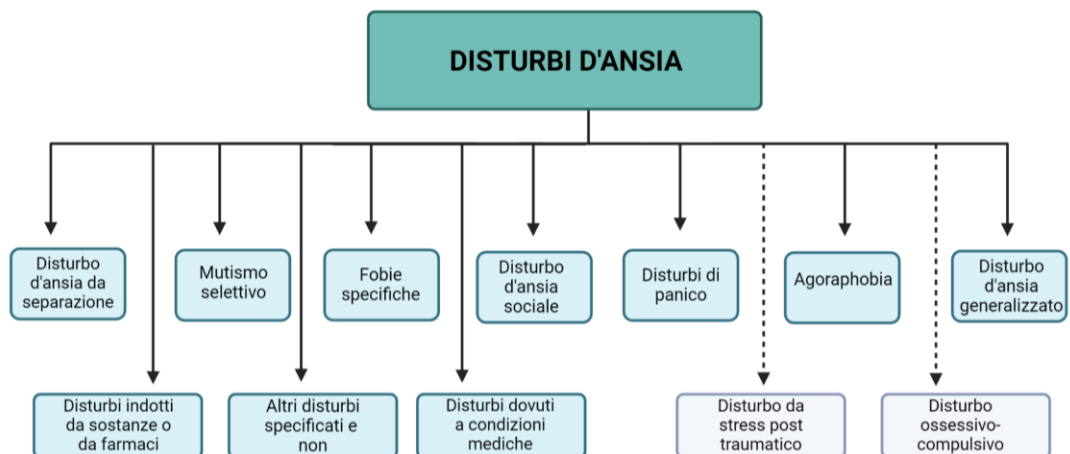 DISTURBI D'ANSIA
Disturbo
d'ansia da
separazione
Mutismo
selettivo
Fobie
specifiche
Disturbo
d'ansia
sociale
Disturbi di
panico
Agoraphobia
Disturbo
d'ansia
generalizzato
Disturbi indotti
da sostanze o
da farmaci
Altri disturbi
specificati e
non
Disturbi dovuti
a condizioni
mediche
Disturbo da
stress post
traumatico
Disturbo
ossessivo-
compulsivo